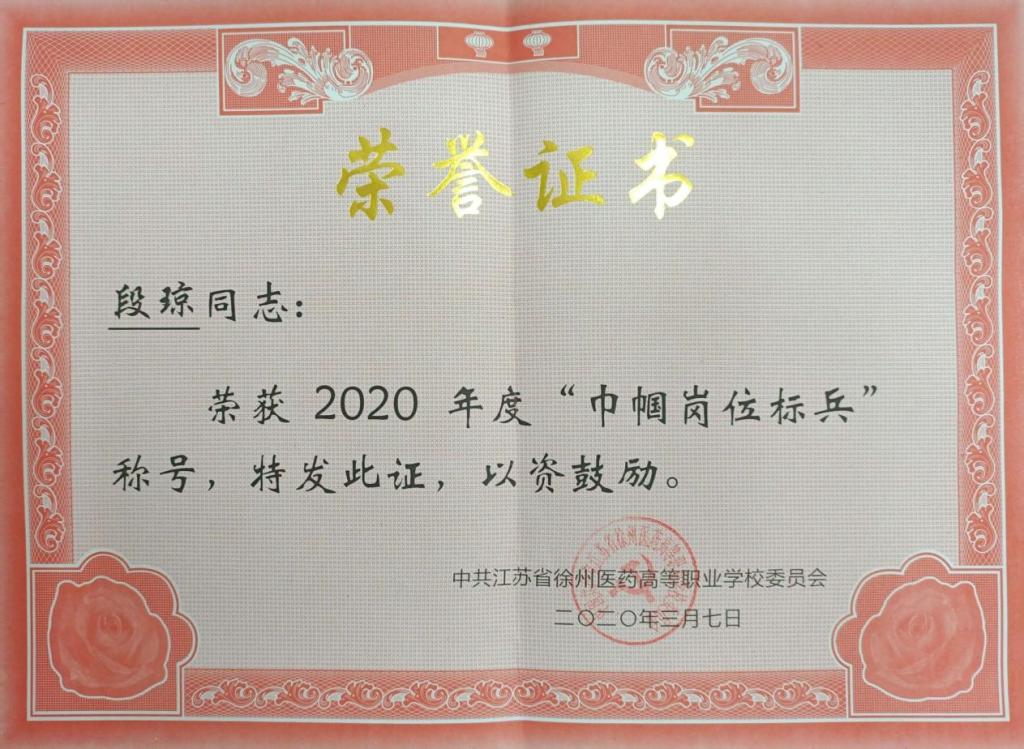 荣誉证书
段琼同志：
荣获 2020 年度“巾帼岗位标兵”
称号，特发此证，以资鼓励。
中共江苏省徐州医药高等职业学校委员会
二〇二〇年三月七日